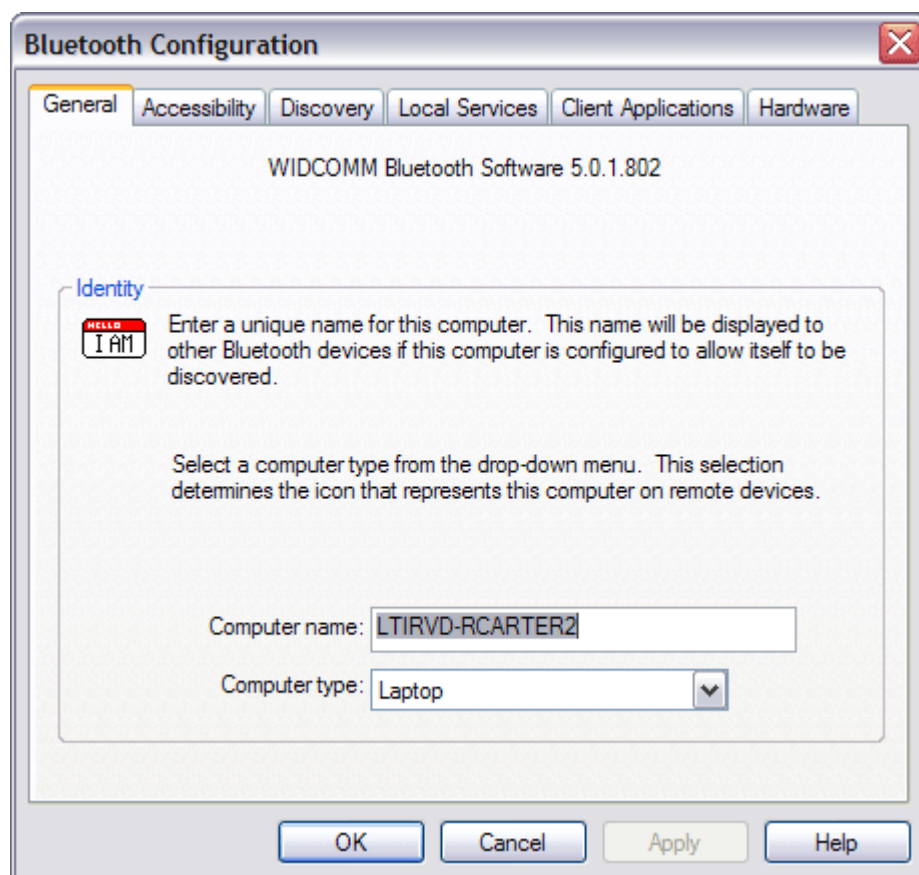 Bluetooth Configuration
General Accessibility Discovery Local Services Client Applications Hardware
WIDCOMM Bluetooth Software 5.0.1.802
Identity
HELLO
I AM
Enter a unique name for this computer.  This name will be displayed to
other Bluetooth devices if this computer is configured to allow itself to be
discovered.
Select a computer type from the drop-down menu.  This selection
determines the icon that represents this computer on remote devices.
Computer name: LTIRVD-RCARTER2
Computer type: Laptop
OK Cancel Apply Help